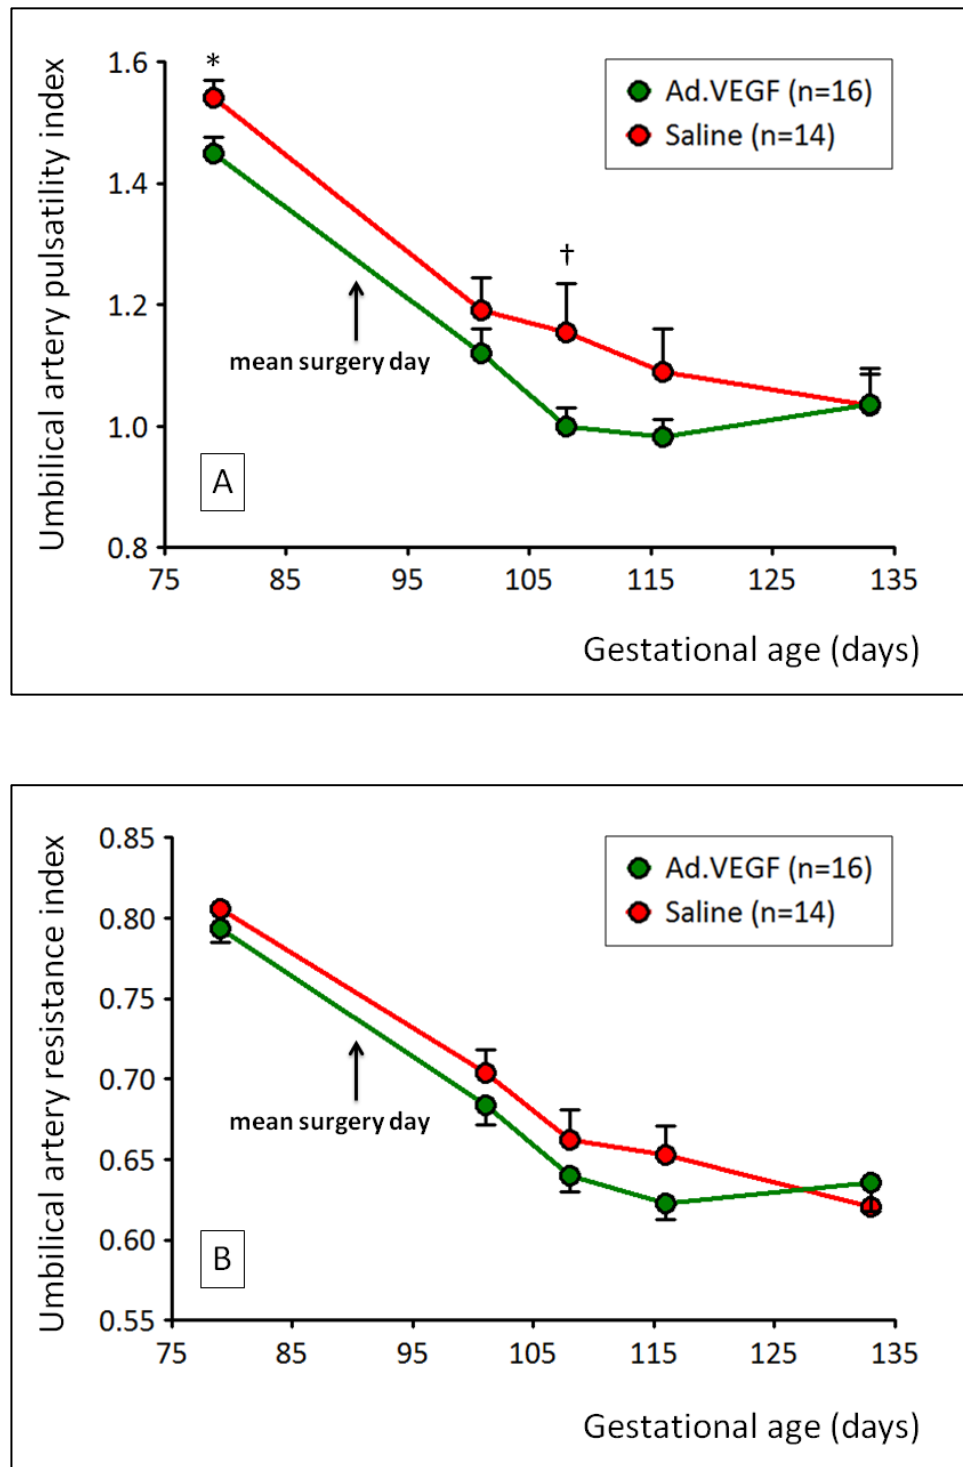 Umbilical artery pulsatility index
1.6
1.4
1.2
1.0
0.8
*
†
Ad.VEGF (n=16)
Saline (n=14)
mean surgery day
A
75 85 95 105 115 125 135
Gestational age (days)
Umbilical artery resistance index
0.85
0.80
0.75
0.70
0.65
0.60
0.55
Ad.VEGF (n=16)
Saline (n=14)
mean surgery day
B
75 85 95 105 115 125 135
Gestational age (days)